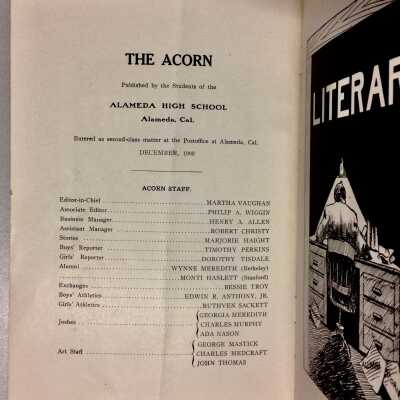 THE ACORN
Published by the Students of the
ALAMEDA HIGH SCHOOL
Alameda, Cal.
Entered as second-class matter at the Postoffice at Alameda, Cal.
DECEMBER,
ACORN STAFF.
Editor-in-Chief MARTHA VAUGHAN
Associate Editor PHILIP A. WIGGIN
Business Manager HENRY A. ALLEN
Assistant Manager ROBERT CHRISTY
Stories MARJORIE HAIGHT
Boys' Reporter TIMOTHY PERKINS
Girls' Reporter DOROTHY TISDALE
Alumni WYNNE MEREDITH (Berkeley)
MONTI HASLETT (Stanford)
Exchanges BESSIE TROY
Boys' Athletics EDWIN R. ANTHONY, JR.
Girls' Athletics RUTHVEN SACKETT
Joshes GEORGIA MEREDITH
CHARLES MURPHY
ADA NASON
Art Staff GEORGE MASTICK
CHARLES MEDCRAFT
JOHN THOMAS
LITERAR